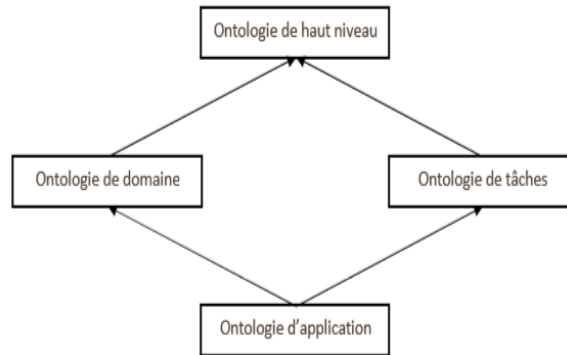 Ontologie de haut niveau
Ontologie de domaine
Ontologie de tâches
Ontologie d'application